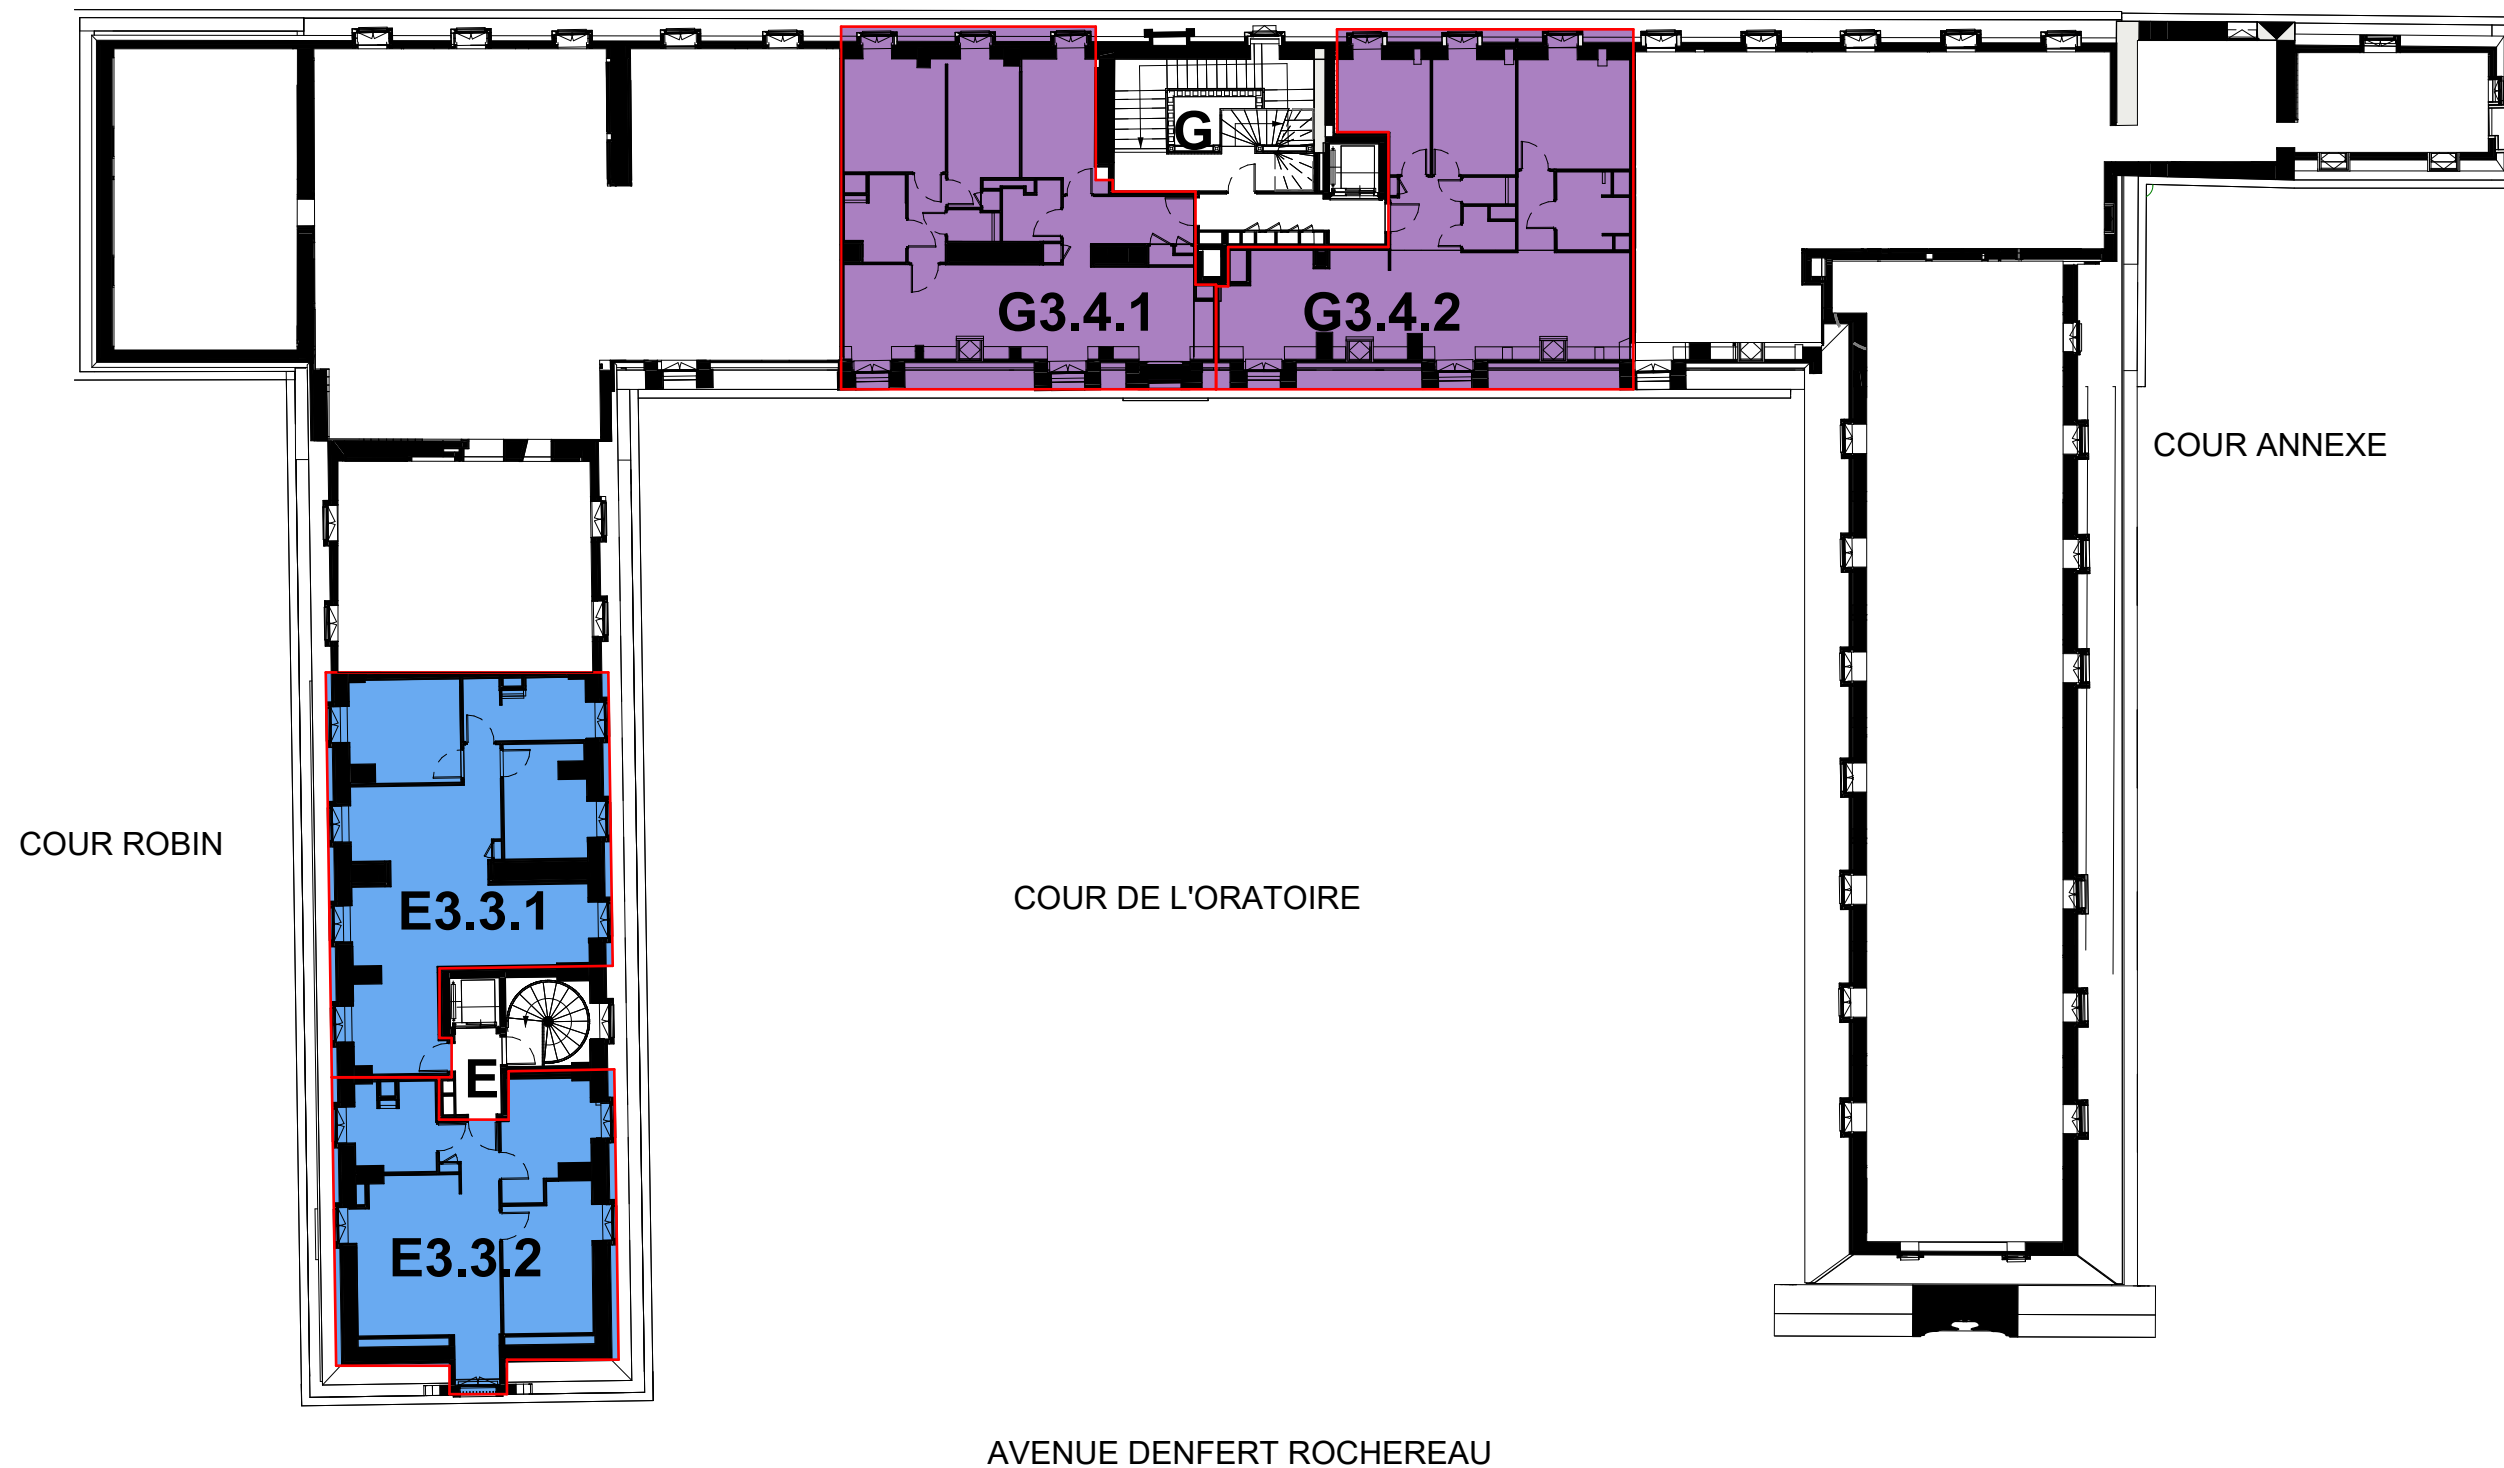 G
G3.4.1
G3.4.2
COUR ANNEXE
COUR ROBIN
COUR DE L'ORATOIRE
E3.3.1
E
E3.3.2
AVENUE DENFERT ROCHEREAU